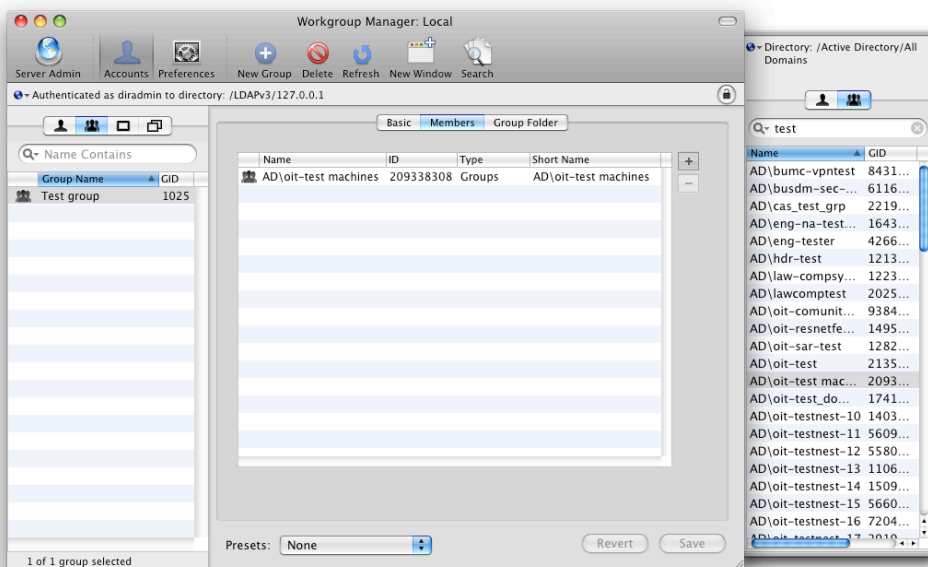 Workgroup Manager: Local
Server Admin
Accounts
Preferences
New Group
Delete
Refresh
New Window
Search
Authenticated as diradmin to directory: /LDAPv3/127.0.0.1
Name Contains
Group Name GID
Test group 1025
1 of 1 group selected
Basic Members Group Folder
Name ID Type Short Name
AD\oit-test machines 209338308 Groups AD\oit-test machines
+
−
Presets: None
Revert
Save
Directory: /Active Directory/All
Domains
test
Name GID
AD\bumc-vpntest 8431...
AD\busdm-sec-... 6116...
AD\cas_test_grp 2219...
AD\eng-na-test... 1643...
AD\eng-tester 4266...
AD\hdr-test 1213...
AD\law-compsy... 1223...
AD\lawcomptest 2025...
AD\oit-comunit... 9384...
AD\oit-resnetfe... 1495...
AD\oit-sar-test 1282...
AD\oit-test 2135...
AD\oit-test mac... 2093...
AD\oit-test_do... 1741...
AD\oit-testnest-10 1403...
AD\oit-testnest-11 5609...
AD\oit-testnest-12 5580...
AD\oit-testnest-13 1106...
AD\oit-testnest-14 1509...
AD\oit-testnest-15 5660...
AD\oit-testnest-16 7204...